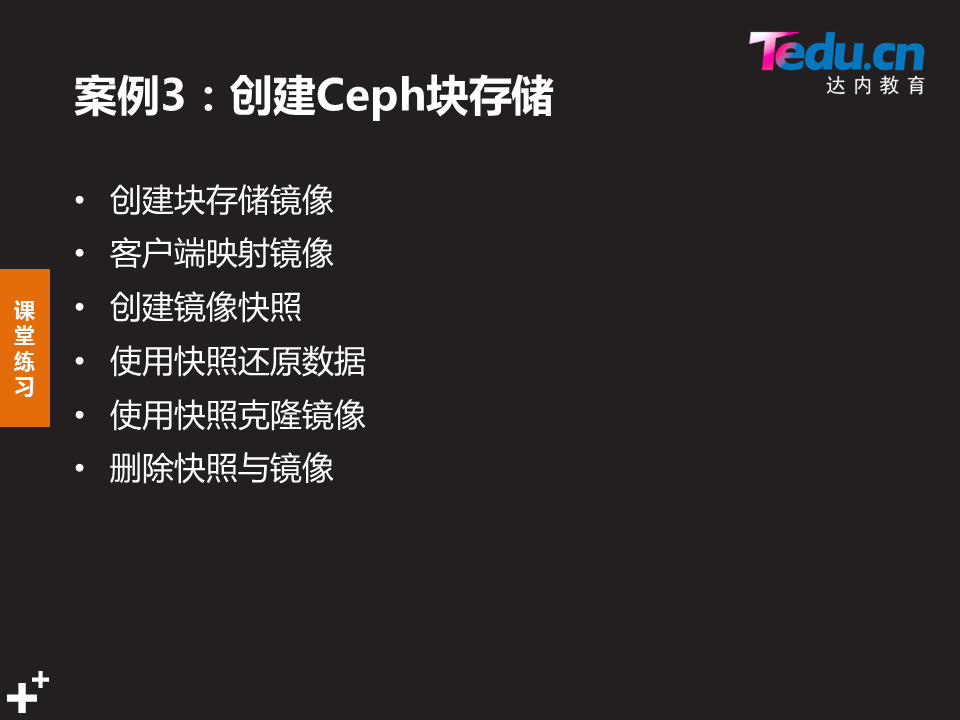 Tedu.cn
达内教育
案例3：创建Ceph块存储
• 创建块存储镜像
• 客户端映射镜像
• 创建镜像快照
• 使用快照还原数据
• 使用快照克隆镜像
• 删除快照与镜像
课堂练习